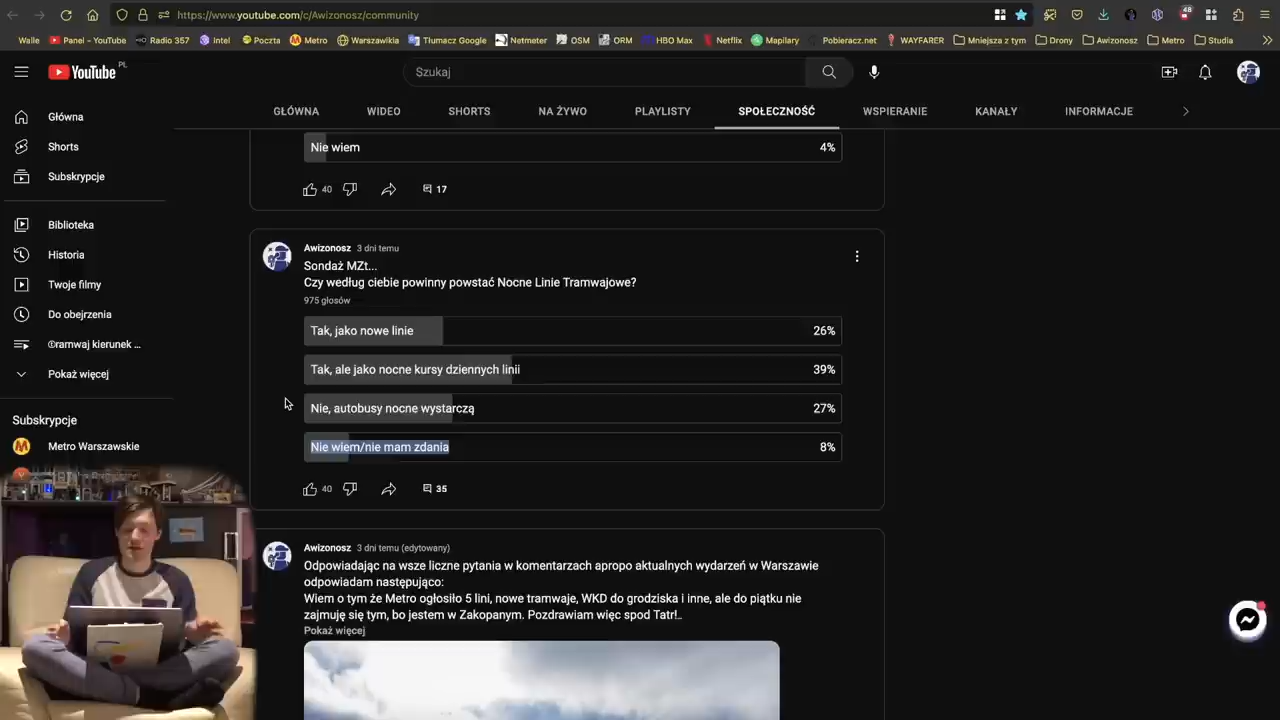 https://www.youtube.com/c/Awizonosz/community
48
Walle
Panel – YouTube
Radio 357
Intel
Poczta
Metro
Warszawikia
Tłumacz Google
Netmeter
OSM
ORM
HBO Max
Netflix
Mapilary
Pobieracz.net
WAYFARER
Mniejsza z tym
Drony
Awizonosz
Metro
Studia
YouTube PL
Szukaj
GŁÓWNA
WIDEO
SHORTS
NA ŻYWO
PLAYLISTY
SPOŁECZNOŚĆ
WSPIERANIE
KANAŁY
INFORMACJE
Główna
Shorts
Subskrypcje
Biblioteka
Historia
Twoje filmy
Do obejrzenia
©ramwaj kierunek ...
Pokaż więcej
Subskrypcje
Metro Warszawskie
Nie wiem 4%
40 17
Awizonosz 3 dni temu
Sondaż MZt...
Czy według ciebie powinny powstać Nocne Linie Tramwajowe?
975 głosów
Tak, jako nowe linie 26%
Tak, ale jako nocne kursy dziennych linii 39%
Nie, autobusy nocne wystarczą 27%
Nie wiem/nie mam zdania 8%
40 35
Awizonosz 3 dni temu (edytowany)
Odpowiadając na wsze liczne pytania w komentarzach apropo aktualnych wydarzeń w Warszawie
odpowiadam następująco:
Wiem o tym że Metro ogłosiło 5 lini, nowe tramwaje, WKD do grodziska i inne, ale do piątku nie
zajmuję się tym, bo jestem w Zakopanym. Pozdrawiam więc spod Tatr!..
Pokaż więcej